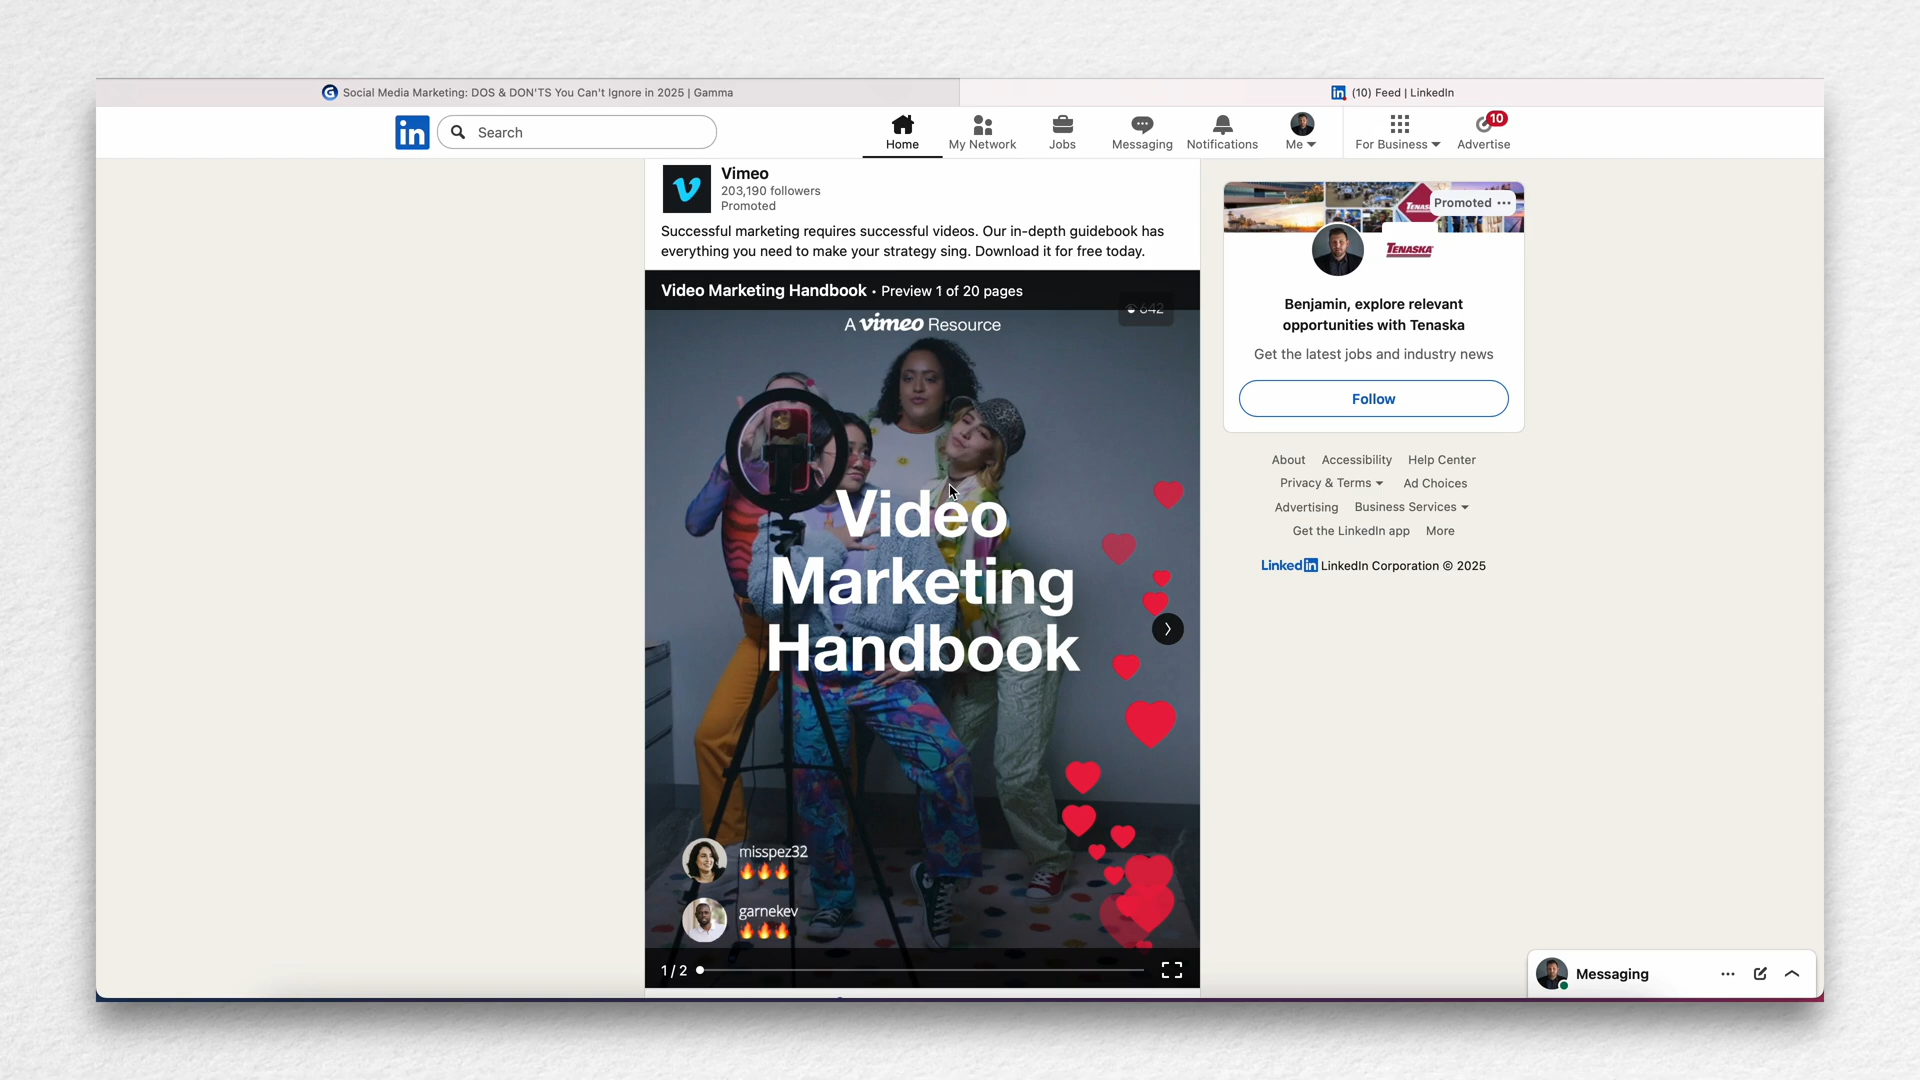 Social Media Marketing: DOS & DON'TS You Can't Ignore in 2025 | Gamma
(10) Feed | LinkedIn
in
Search
Home
My Network
Jobs
Messaging
Notifications
Me
For Business
10
Advertise
Vimeo
203,190 followers
Promoted
Successful marketing requires successful videos. Our in-depth guidebook has
everything you need to make your strategy sing. Download it for free today.
Video Marketing Handbook • Preview 1 of 20 pages
642
A vimeo Resource
Video
Marketing
Handbook
misspez32
🔥🔥🔥
garnekev
🔥🔥🔥
1 / 2
Promoted
TENASKA
Benjamin, explore relevant
opportunities with Tenaska
Get the latest jobs and industry news
Follow
About Accessibility Help Center
Privacy & Terms Ad Choices
Advertising Business Services
Get the LinkedIn app More
LinkedIn LinkedIn Corporation © 2025
Messaging